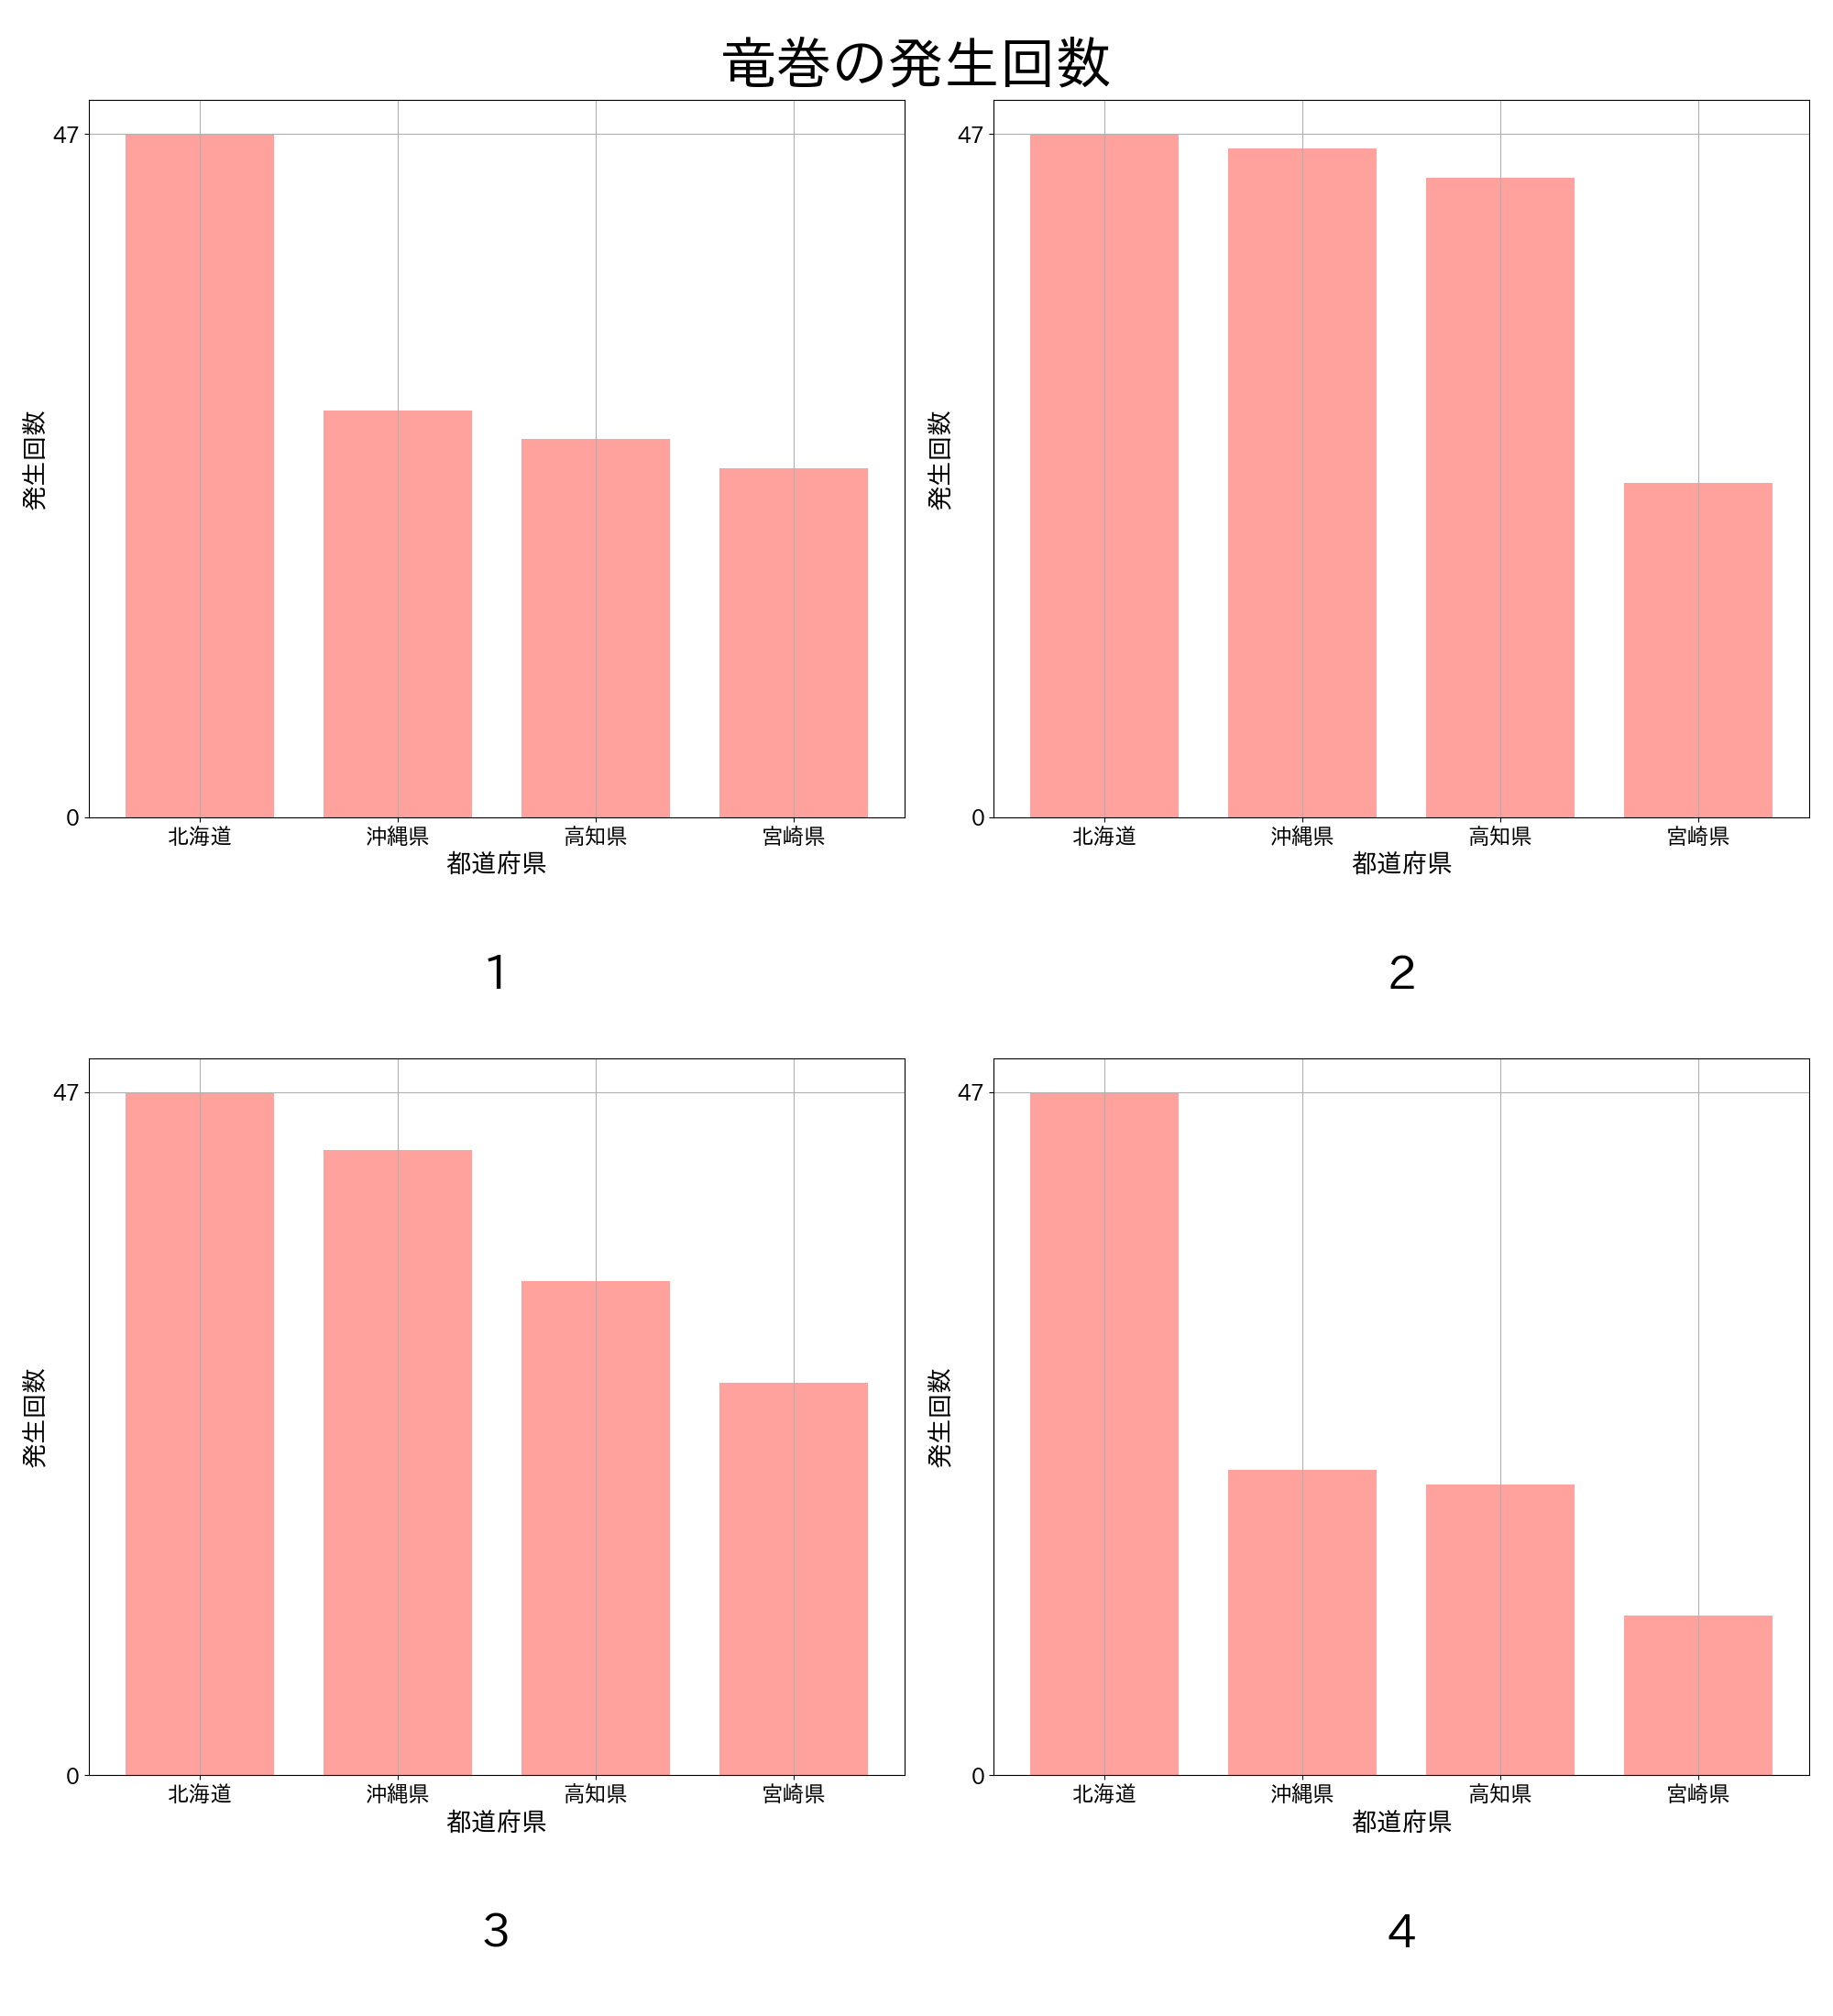 竜巻の発生回数
47
0
発生回数
北海道 沖縄県 高知県 宮崎県
都道府県
1
47
0
発生回数
北海道 沖縄県 高知県 宮崎県
都道府県
2
47
0
発生回数
北海道 沖縄県 高知県 宮崎県
都道府県
3
47
0
発生回数
北海道 沖縄県 高知県 宮崎県
都道府県
4